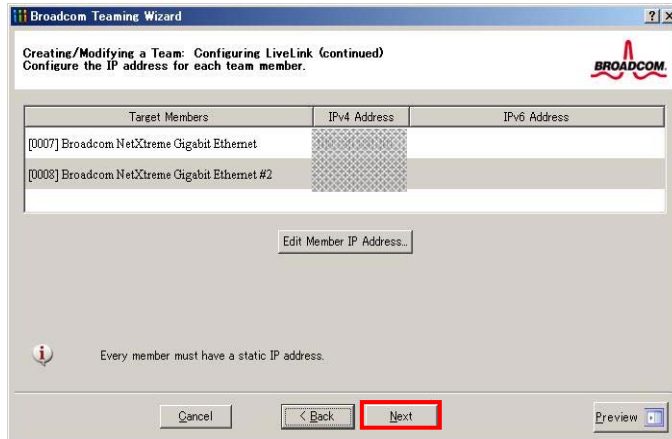 Broadcom Teaming Wizard
Creating/Modifying a Team: Configuring LiveLink (continued)
Configure the IP address for each team member.
BROADCOM.
Target Members IPv4 Address IPv6 Address
[0007] Broadcom NetXtreme Gigabit Ethernet
[0008] Broadcom NetXtreme Gigabit Ethernet #2
Edit Member IP Address...
Every member must have a static IP address.
Cancel < Back Next Preview